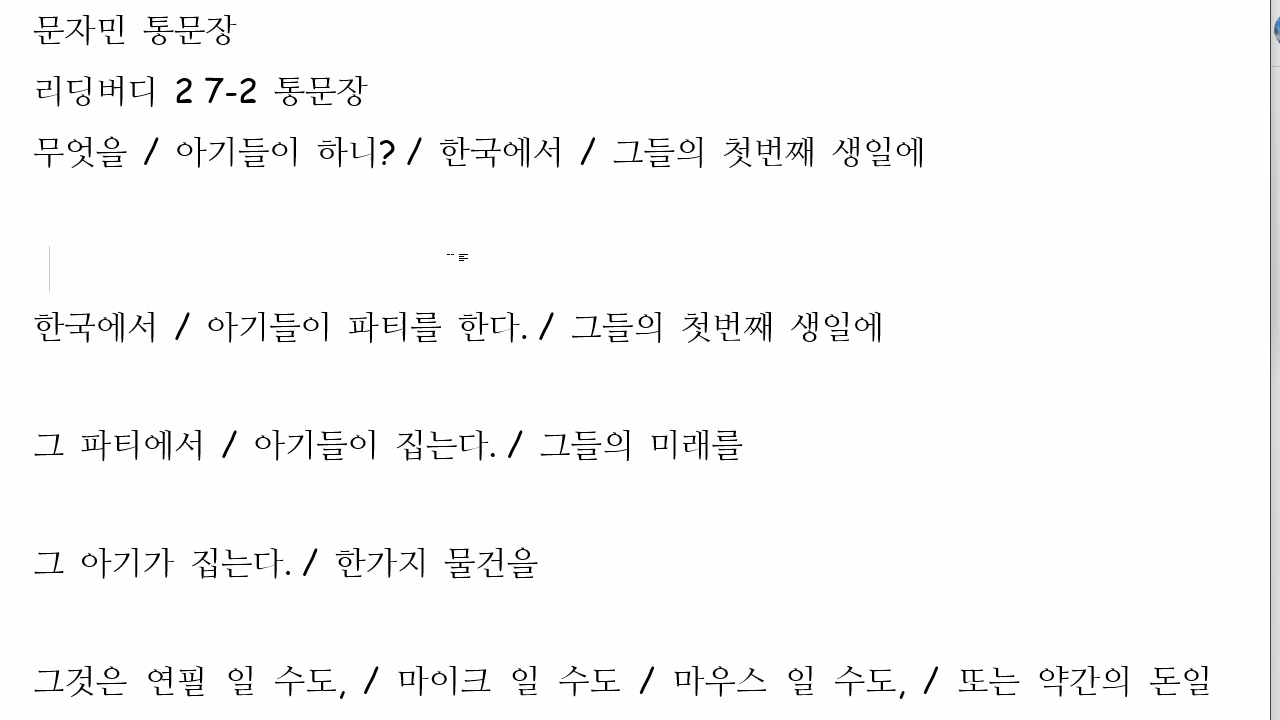 문자민 통문장
리딩버디 2 7-2 통문장
무엇을 / 아기들이 하니? / 한국에서 / 그들의 첫번째 생일에
한국에서 / 아기들이 파티를 한다. / 그들의 첫번째 생일에
그 파티에서 / 아기들이 집는다. / 그들의 미래를
그 아기가 집는다. / 한가지 물건을
그것은 연필 일 수도, / 마이크 일 수도 / 마우스 일 수도, / 또는 약간의 돈일